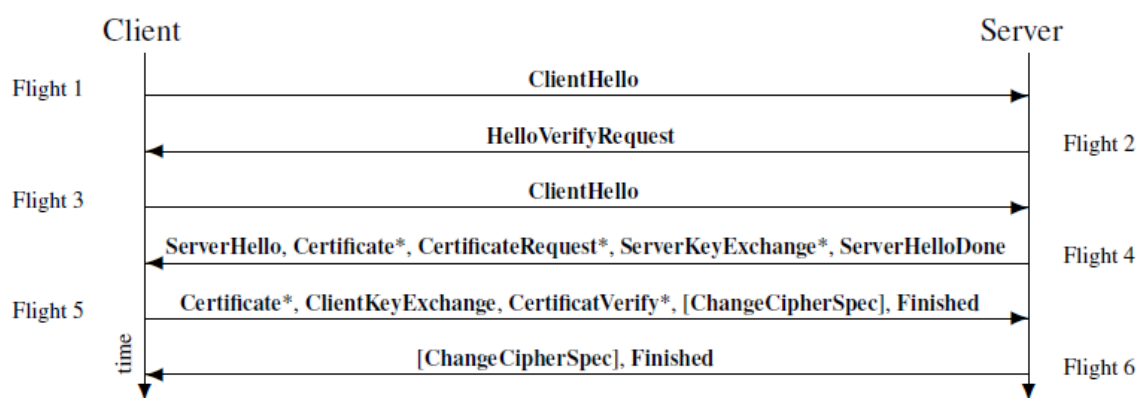 Client Server
Flight 1 ClientHello
HelloVerifyRequest Flight 2
Flight 3 ClientHello
ServerHello, Certificate*, CertificateRequest*, ServerKeyExchange*, ServerHelloDone Flight 4
Flight 5 Certificate*, ClientKeyExchange, CertificatVerify*, [ChangeCipherSpec], Finished
time
[ChangeCipherSpec], Finished Flight 6